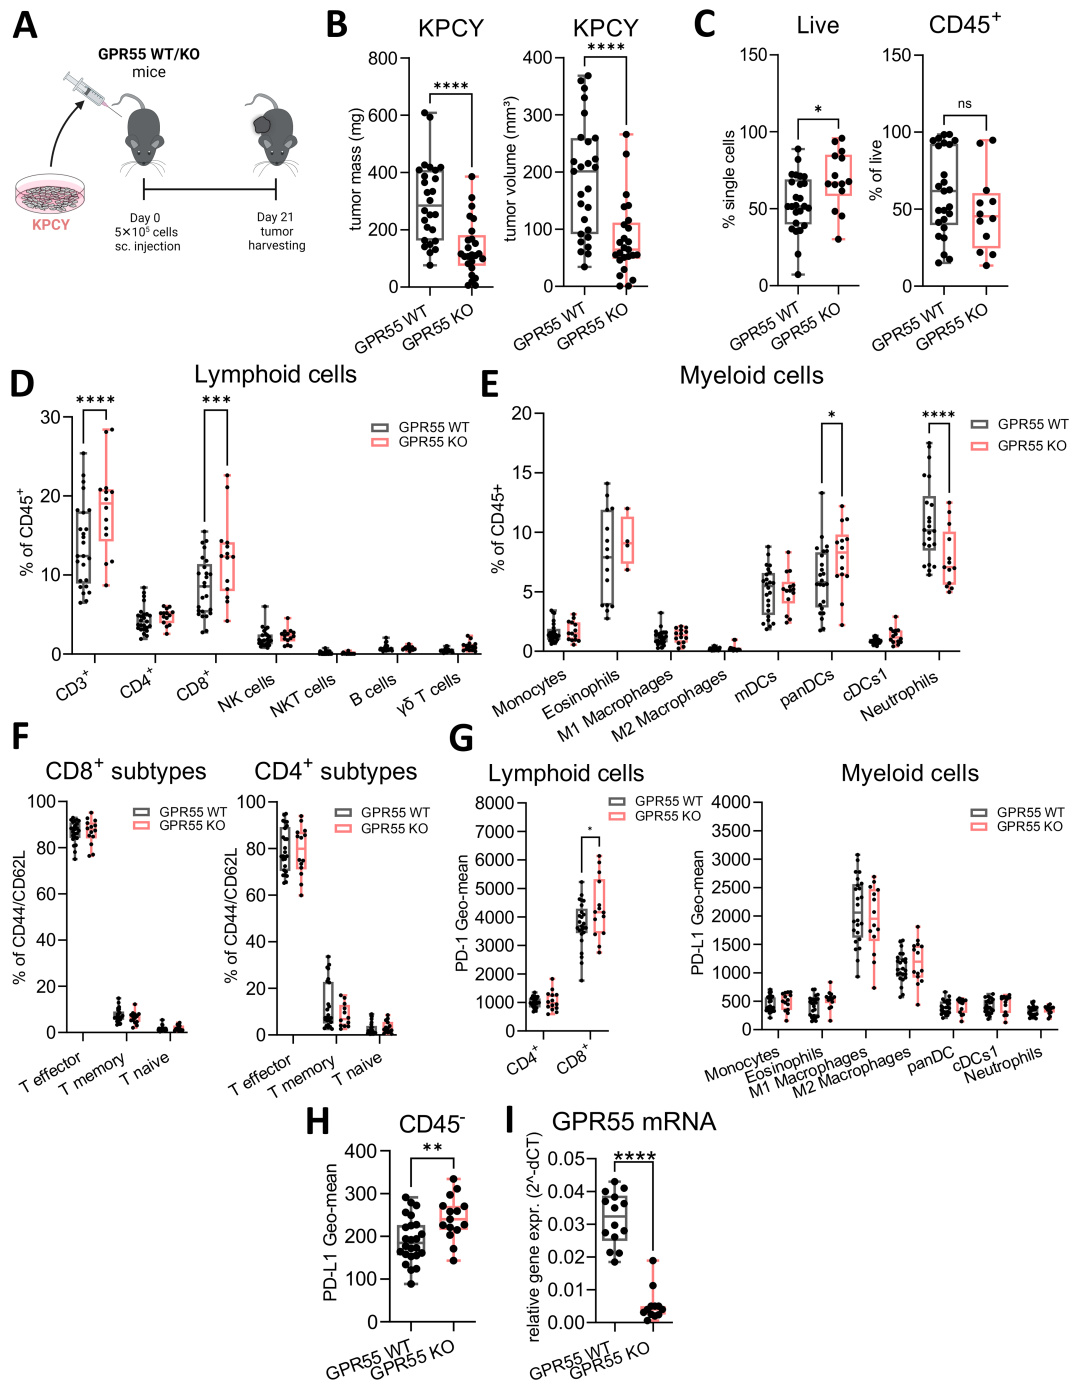 A
GPR55 WT/KO
mice
KPCY
Day 0
5×10⁵ cells
sc. injection
Day 21
tumor
harvesting
B
KPCY
tumor mass (mg)
800
600
400
200
0
****
GPR55 WT
GPR55 KO
KPCY
tumor volume (mm³)
400
300
200
100
0
****
GPR55 WT
GPR55 KO
C
Live
% single cells
150
100
50
0
*
GPR55 WT
GPR55 KO
CD45⁺
% of live
150
100
50
0
ns
GPR55 WT
GPR55 KO
D
Lymphoid cells
% of CD45⁺
30
20
10
0
****
***
GPR55 WT
GPR55 KO
CD3⁺
CD4⁺
CD8⁺
NK cells
NKT cells
B cells
γδ T cells
E
Myeloid cells
% of CD45+
20
15
10
5
0
*
****
GPR55 WT
GPR55 KO
Monocytes
Eosinophils
M1 Macrophages
M2 Macrophages
mDCs
panDCs
cDCs1
Neutrophils
F
CD8⁺ subtypes
% of CD44/CD62L
100
80
60
40
20
0
GPR55 WT
GPR55 KO
T effector
T memory
T naive
CD4⁺ subtypes
% of CD44/CD62L
100
80
60
40
20
0
GPR55 WT
GPR55 KO
T effector
T memory
T naive
G
Lymphoid cells
PD-1 Geo-mean
8000
7000
6000
5000
4000
3000
2000
1000
0
*
GPR55 WT
GPR55 KO
CD4⁺
CD8⁺
Myeloid cells
PD-L1 Geo-mean
4000
3500
3000
2500
2000
1500
1000
500
0
GPR55 WT
GPR55 KO
Monocytes
Eosinophils
M1 Macrophages
M2 Macrophages
panDC
cDCs1
Neutrophils
H
CD45⁻
PD-L1 Geo-mean
400
300
200
100
0
**
GPR55 WT
GPR55 KO
I
GPR55 mRNA
relative gene expr. (2^-dCT)
0.05
0.04
0.03
0.02
0.01
0.00
****
GPR55 WT
GPR55 KO